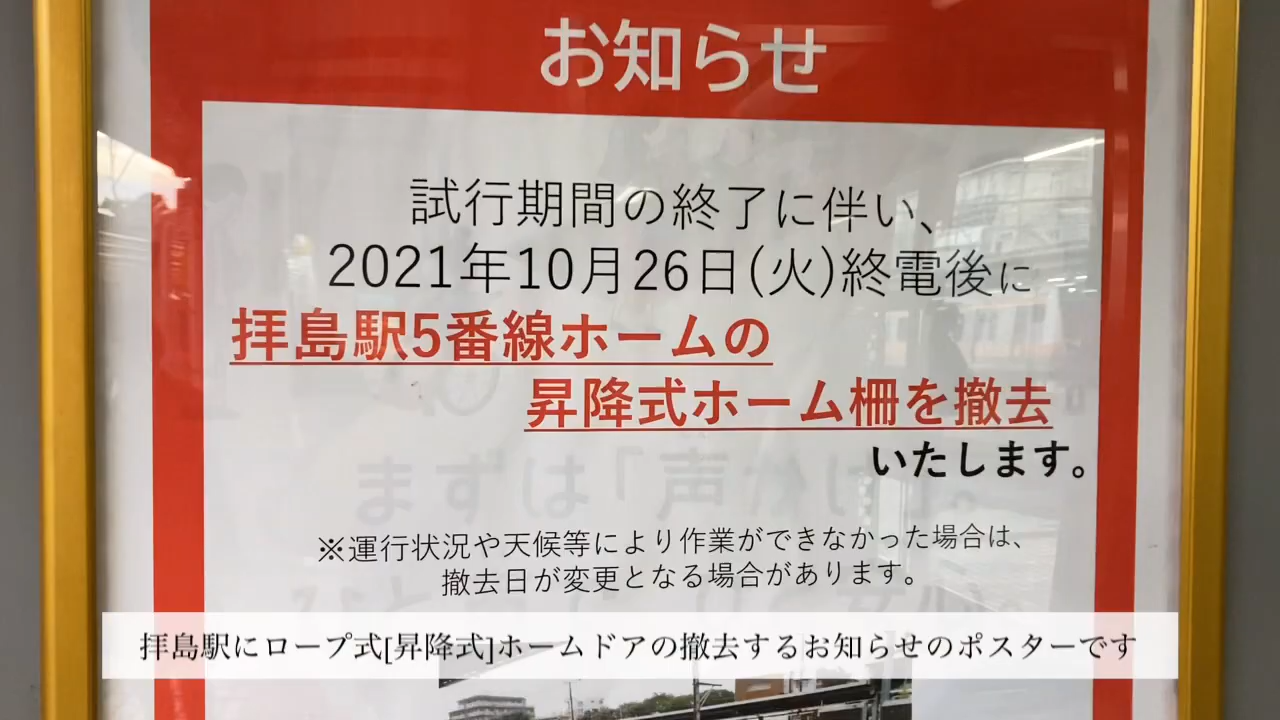 お知らせ
試行期間の終了に伴い、
2021年10月26日(火)終電後に
拝島駅5番線ホームの
昇降式ホーム柵を撤去
いたします。
まずは「声かけ」。
※運行状況や天候等により作業ができなかった場合は、
撤去日が変更となる場合があります。
拝島駅にロープ式[昇降式]ホームドアの撤去するお知らせのポスターです